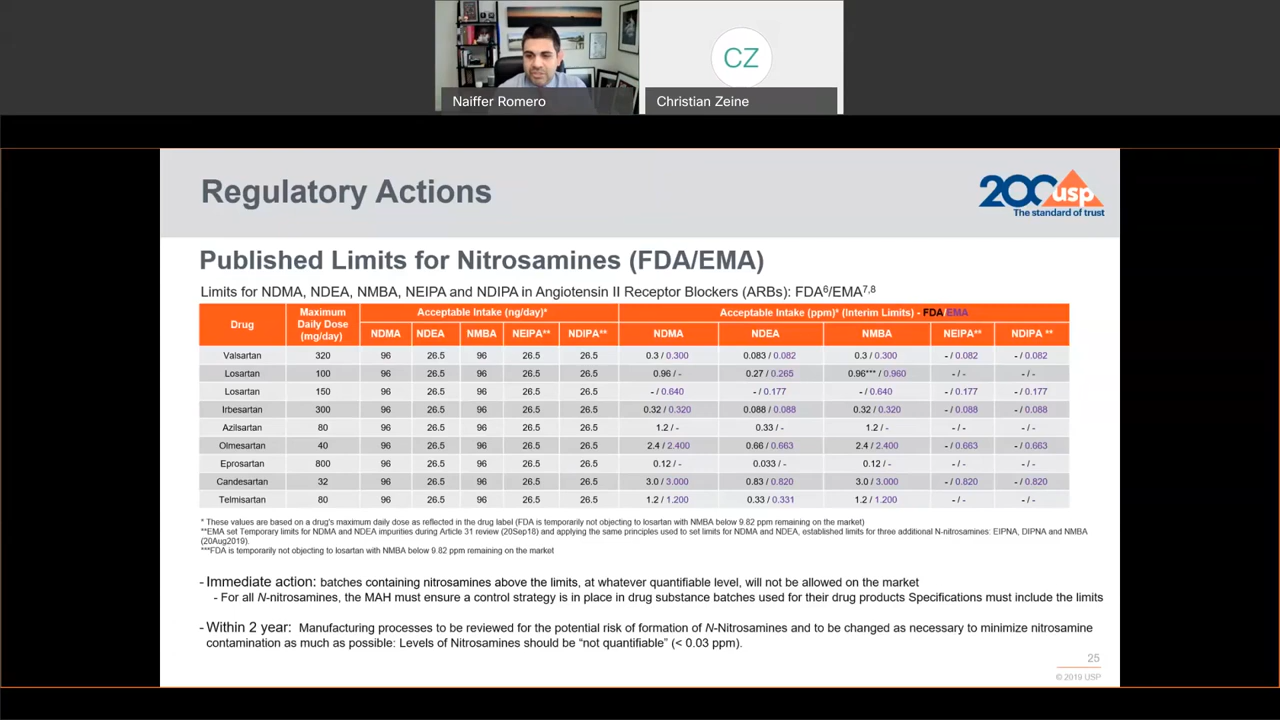 CZ
Naiffer Romero
Christian Zeine
Regulatory Actions
200 usp
The standard of trust
Published Limits for Nitrosamines (FDA/EMA)
Limits for NDMA, NDEA, NMBA, NEIPA and NDIPA in Angiotensin II Receptor Blockers (ARBs): FDA6/EMA7,8
Drug Maximum Daily Dose (mg/day) Acceptable Intake (ng/day)* Acceptable Intake (ppm)* (Interim Limits) - FDA/EMA
NDMA NDEA NMBA NEIPA** NDIPA** NDMA NDEA NMBA NEIPA** NDIPA **
Valsartan 320 96 26.5 96 26.5 26.5 0.3 / 0.300 0.083 / 0.082 0.3 / 0.300 - / 0.082 - / 0.082
Losartan 100 96 26.5 96 26.5 26.5 0.96 / - 0.27 / 0.265 0.96*** / 0.960 - / - - / -
Losartan 150 96 26.5 96 26.5 26.5 - / 0.640 - / 0.177 - / 0.640 - / 0.177 - / 0.177
Irbesartan 300 96 26.5 96 26.5 26.5 0.32 / 0.320 0.088 / 0.088 0.32 / 0.320 - / 0.088 - / 0.088
Azilsartan 80 96 26.5 96 26.5 26.5 1.2 / - 0.33 / - 1.2 / - - / - - / -
Olmesartan 40 96 26.5 96 26.5 26.5 2.4 / 2.400 0.66 / 0.663 2.4 / 2.400 - / 0.663 - / 0.663
Eprosartan 800 96 26.5 96 26.5 26.5 0.12 / - 0.033 / - 0.12 / - - / - - / -
Candesartan 32 96 26.5 96 26.5 26.5 3.0 / 3.000 0.83 / 0.820 3.0 / 3.000 - / 0.820 - / 0.820
Telmisartan 80 96 26.5 96 26.5 26.5 1.2 / 1.200 0.33 / 0.331 1.2 / 1.200 - / - - / -
* These values are based on a drug's maximum daily dose as reflected in the drug label (FDA is temporarily not objecting to losartan with NMBA below 9.82 ppm remaining on the market)
**EMA set Temporary limits for NDMA and NDEA impurities during Article 31 review (20Sep18) and applying the same principles used to set limits for NDMA and NDEA, established limits for three additional N-nitrosamines: EIPNA, DIPNA and NMBA
(20Aug2019).
***FDA is temporarily not objecting to losartan with NMBA below 9.82 ppm remaining on the market
- Immediate action: batches containing nitrosamines above the limits, at whatever quantifiable level, will not be allowed on the market
- For all N-nitrosamines, the MAH must ensure a control strategy is in place in drug substance batches used for their drug products Specifications must include the limits
- Within 2 year: Manufacturing processes to be reviewed for the potential risk of formation of N-Nitrosamines and to be changed as necessary to minimize nitrosamine
contamination as much as possible: Levels of Nitrosamines should be “not quantifiable” (< 0.03 ppm).
25
© 2019 USP